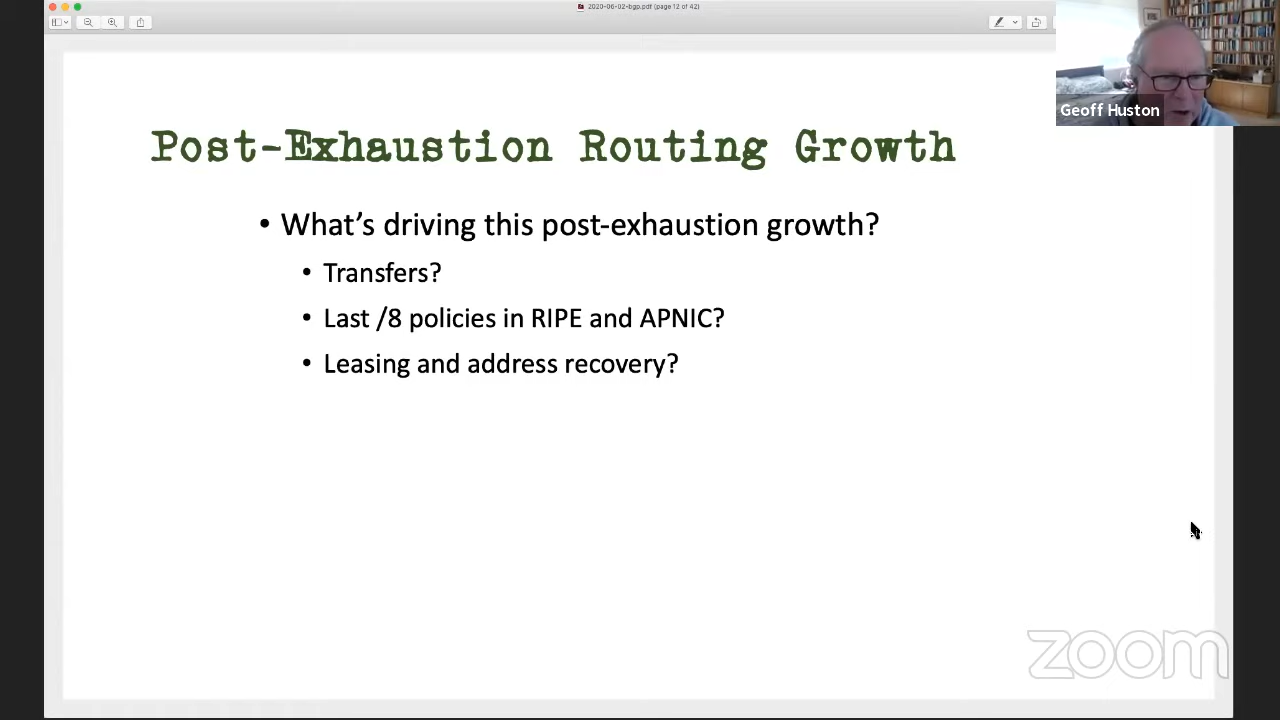 2020-06-02-bgp.pdf (page 12 of 42)
Geoff Huston
Post-Exhaustion Routing Growth
• What's driving this post-exhaustion growth?
• Transfers?
• Last /8 policies in RIPE and APNIC?
• Leasing and address recovery?
zoom